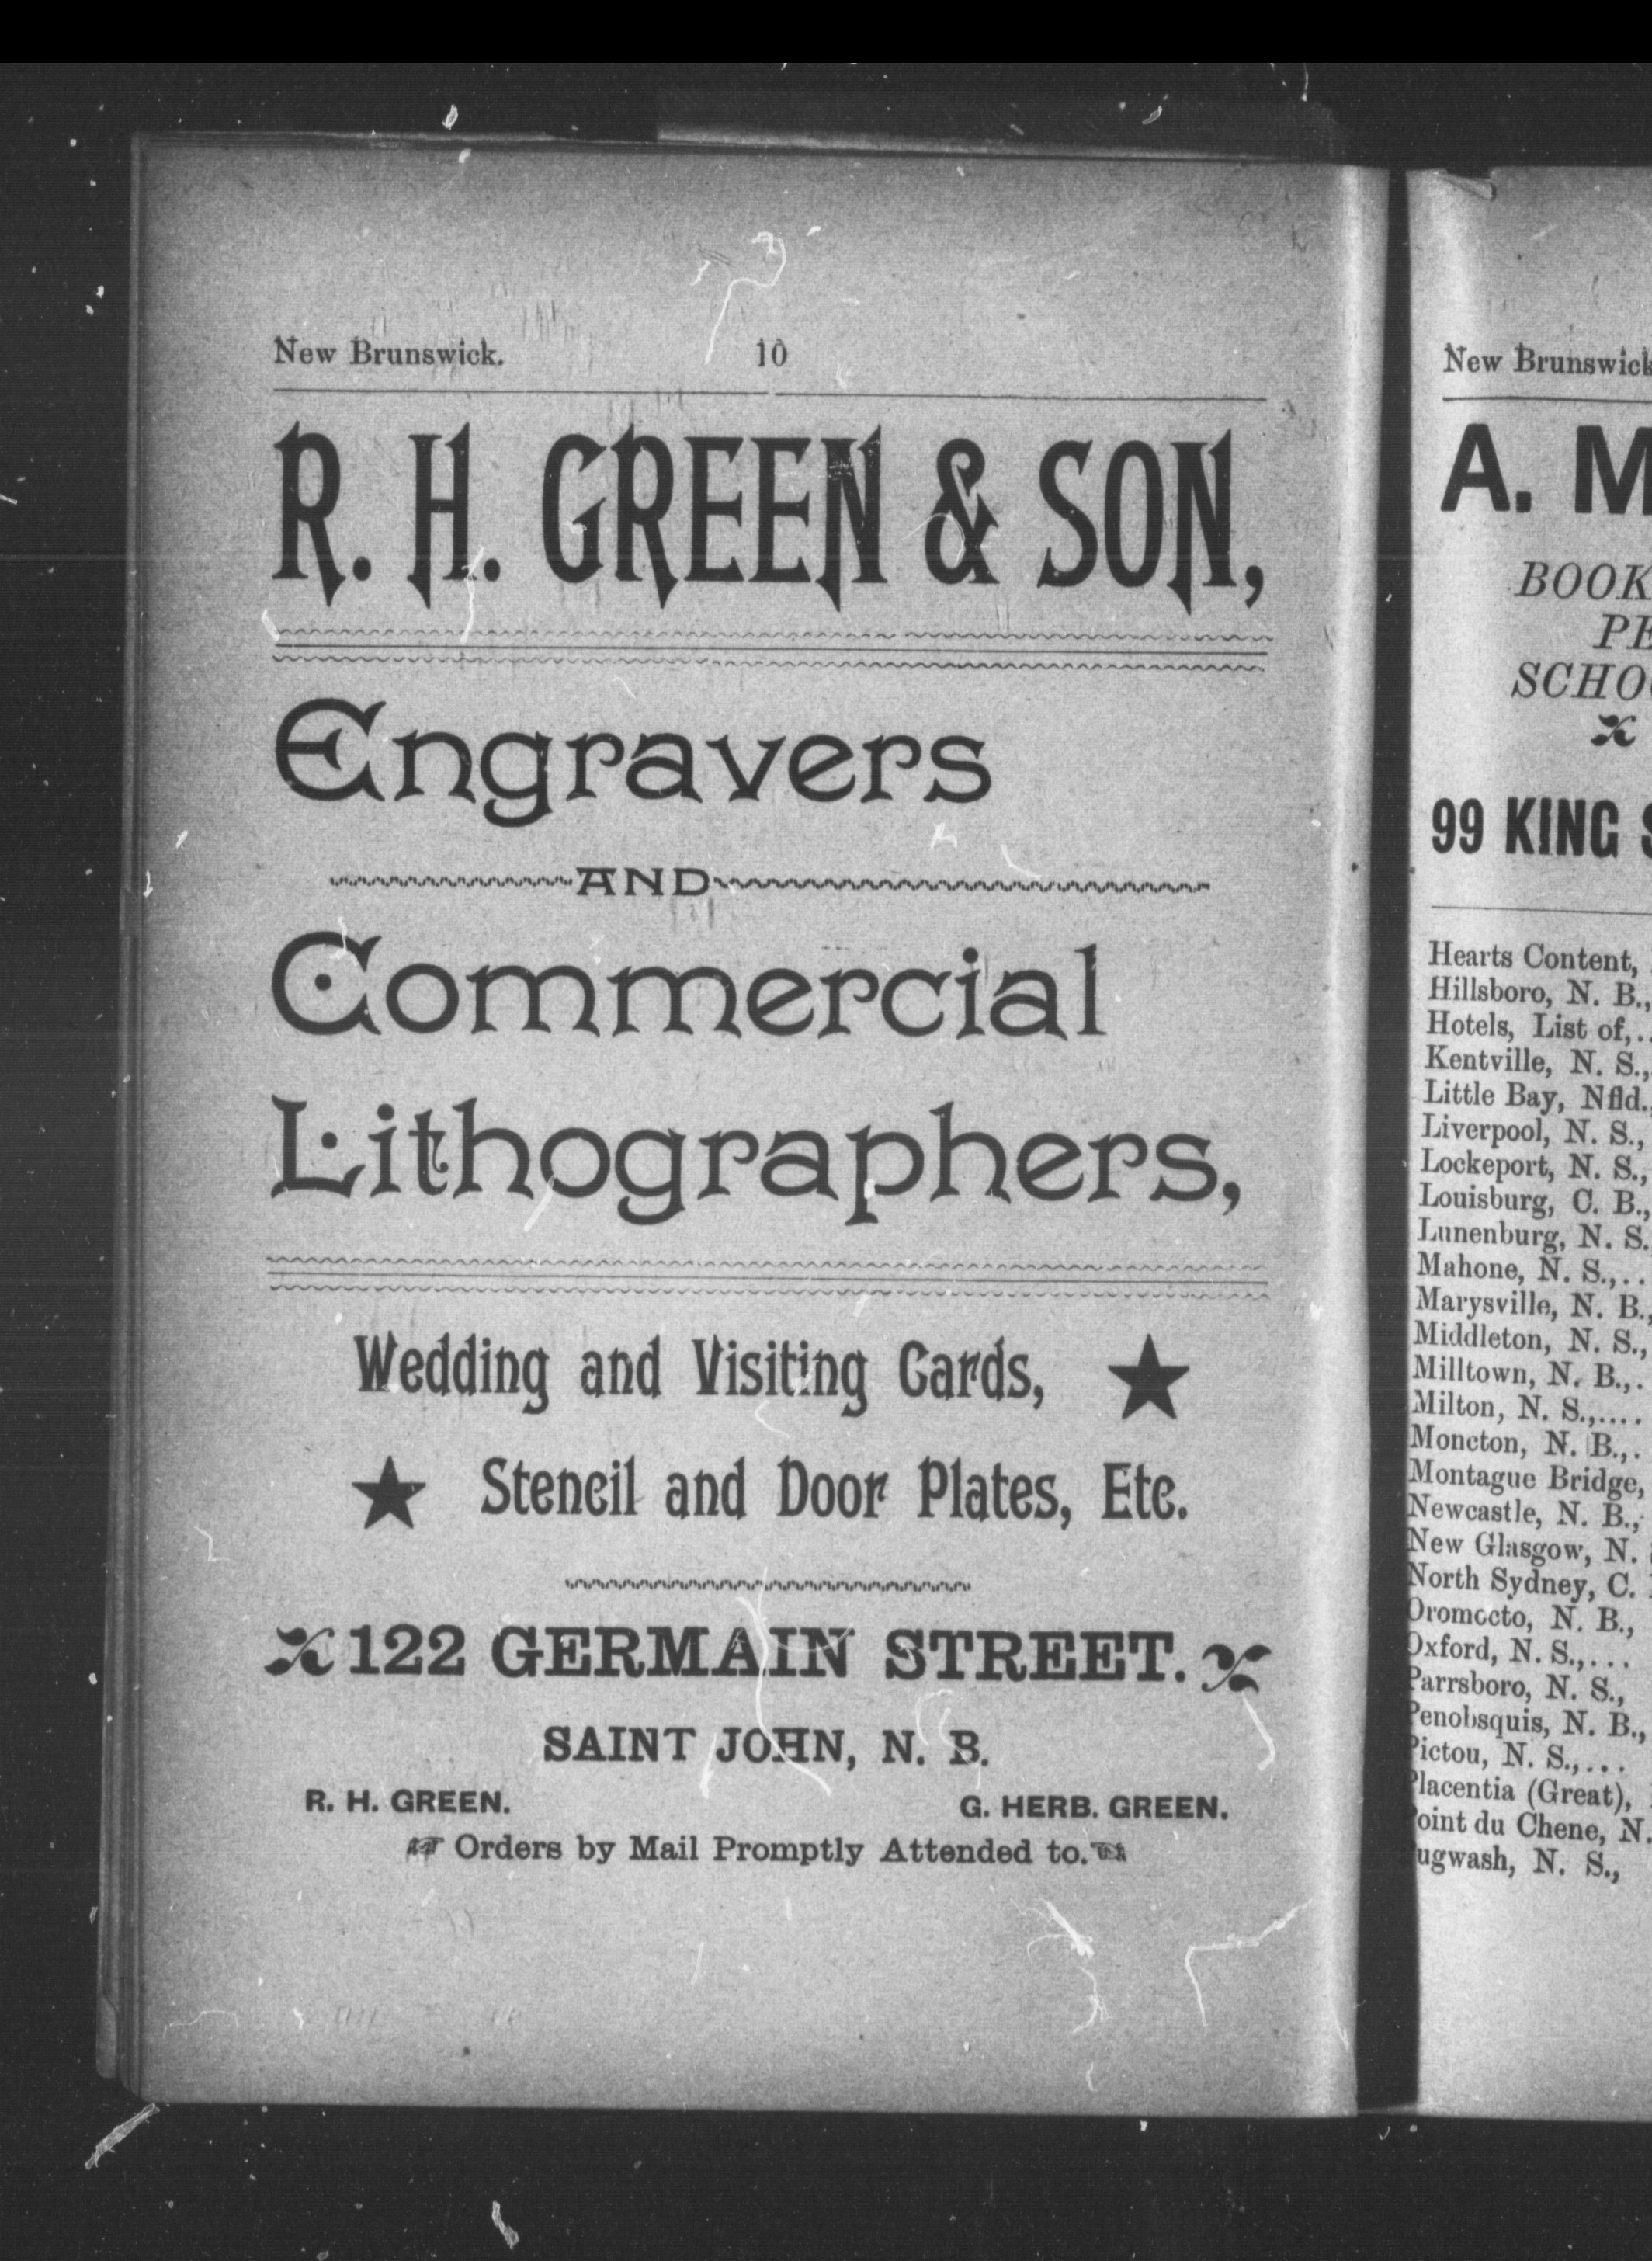 New Brunswick. 10
R. H. GREEN & SON,
Engravers
AND
Commercial
Lithographers,
Wedding and Visiting Cards,
Stencil and Door Plates, Etc.
122 GERMAIN STREET.
SAINT JOHN, N. B.
R. H. GREEN. G. HERB. GREEN.
Orders by Mail Promptly Attended to.
New Brunswick
A. M
BOOK
PE
SCHO
99 KING S
Hearts Content,
Hillsboro, N. B.,
Hotels, List of,..
Kentville, N. S.,
Little Bay, Nfld.,
Liverpool, N. S.,
Lockeport, N. S.,
Louisburg, C. B.,
Lunenburg, N. S.
Mahone, N. S.,..
Marysville, N. B.,
Middleton, N. S.,
Milltown, N. B.,.
Milton, N. S.,....
Moncton, N. B.,.
Montague Bridge,
Newcastle, N. B.,
New Glasgow, N.
North Sydney, C.
Oromocto, N. B.,
Oxford, N. S.,...
Parrsboro, N. S.,
Penobsquis, N. B.,
Pictou, N. S.,...
Placentia (Great),
oint du Chene, N.
ugwash, N. S.,